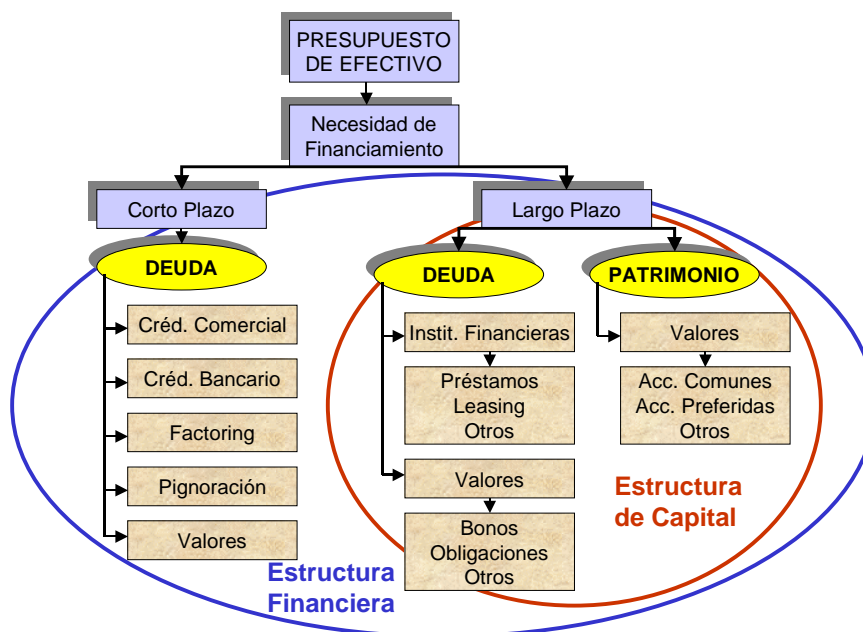 PRESUPUESTO
DE EFECTIVO
Necesidad de
Financiamiento
Corto Plazo
Largo Plazo
DEUDA
DEUDA
PATRIMONIO
Créd. Comercial
Créd. Bancario
Factoring
Pignoración
Valores
Instit. Financieras
Préstamos
Leasing
Otros
Valores
Bonos
Obligaciones
Otros
Valores
Acc. Comunes
Acc. Preferidas
Otros
Estructura
de Capital
Estructura
Financiera